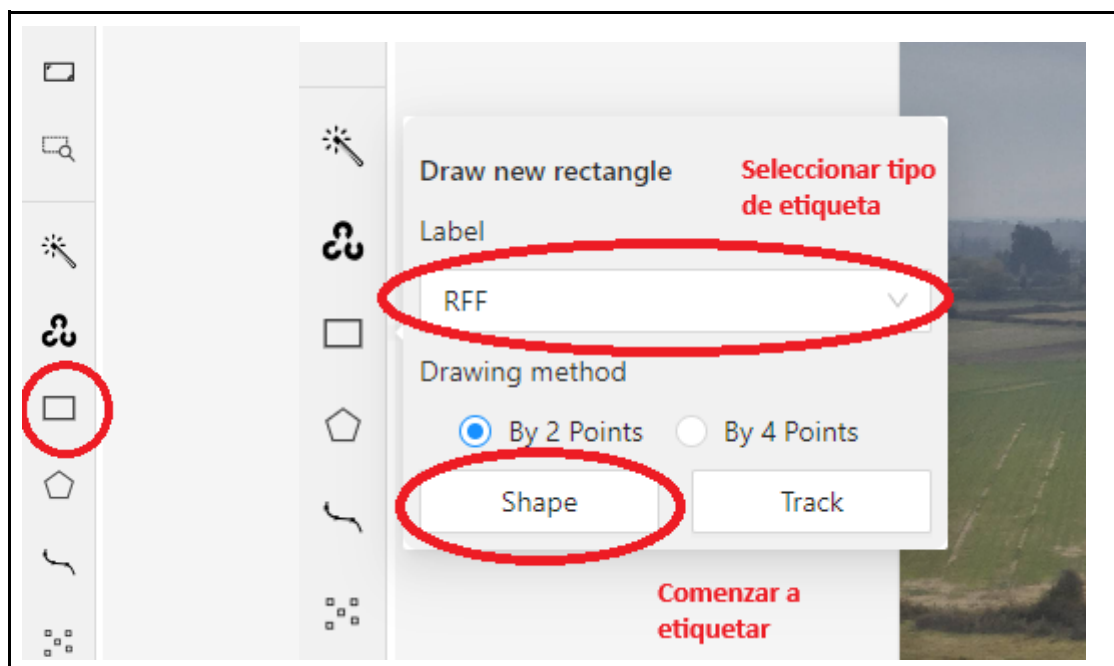 Draw new rectangle
Seleccionar tipo
de etiqueta
Label
RFF
Drawing method
By 2 Points
By 4 Points
Shape
Track
Comenzar a
etiquetar